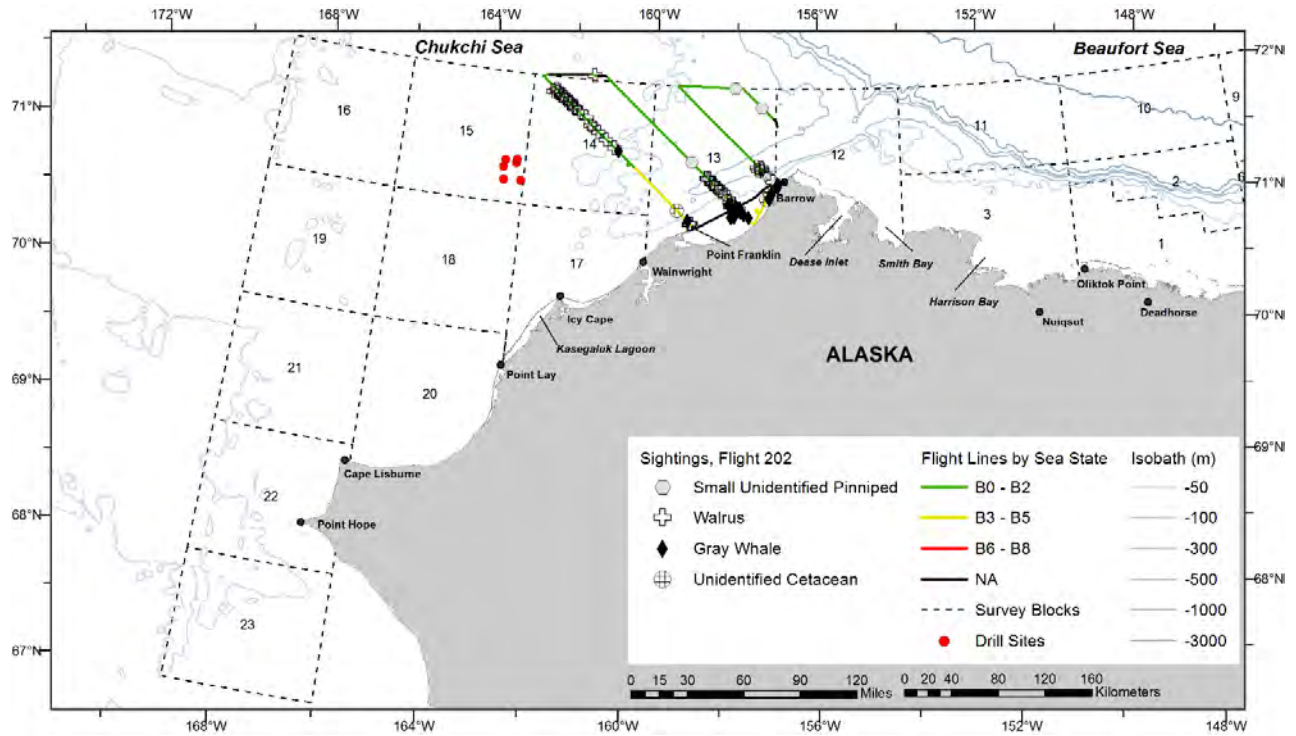 172°W
168°W
164°W
160°W
156°W
152°W
148°W
Chukchi Sea
Beaufort Sea
72°N
71°N
16
15
14
13
12
11
10
9
6
2
71°N
Barrow
3
1
70°N
19
18
17
Point Franklin
Dease Inlet
Smith Bay
Wainwright
Harrison Bay
Oliktok Point
Icy Cape
Nuiqsut
Deadhorse
70°N
Kasegaluk Lagoon
ALASKA
69°N
21
20
Point Lay
69°N
Cape Lisburne
22
68°N
Point Hope
68°N
23
67°N
Sightings, Flight 202
Small Unidentified Pinniped
Walrus
Gray Whale
Unidentified Cetacean
Flight Lines by Sea State
B0 - B2
B3 - B5
B6 - B8
NA
Survey Blocks
Drill Sites
Isobath (m)
-50
-100
-300
-500
-1000
-3000
0 15 30 60 90 120
Miles
0 20 40 80 120 160
Kilometers
168°W
164°W
160°W
156°W
152°W
148°W